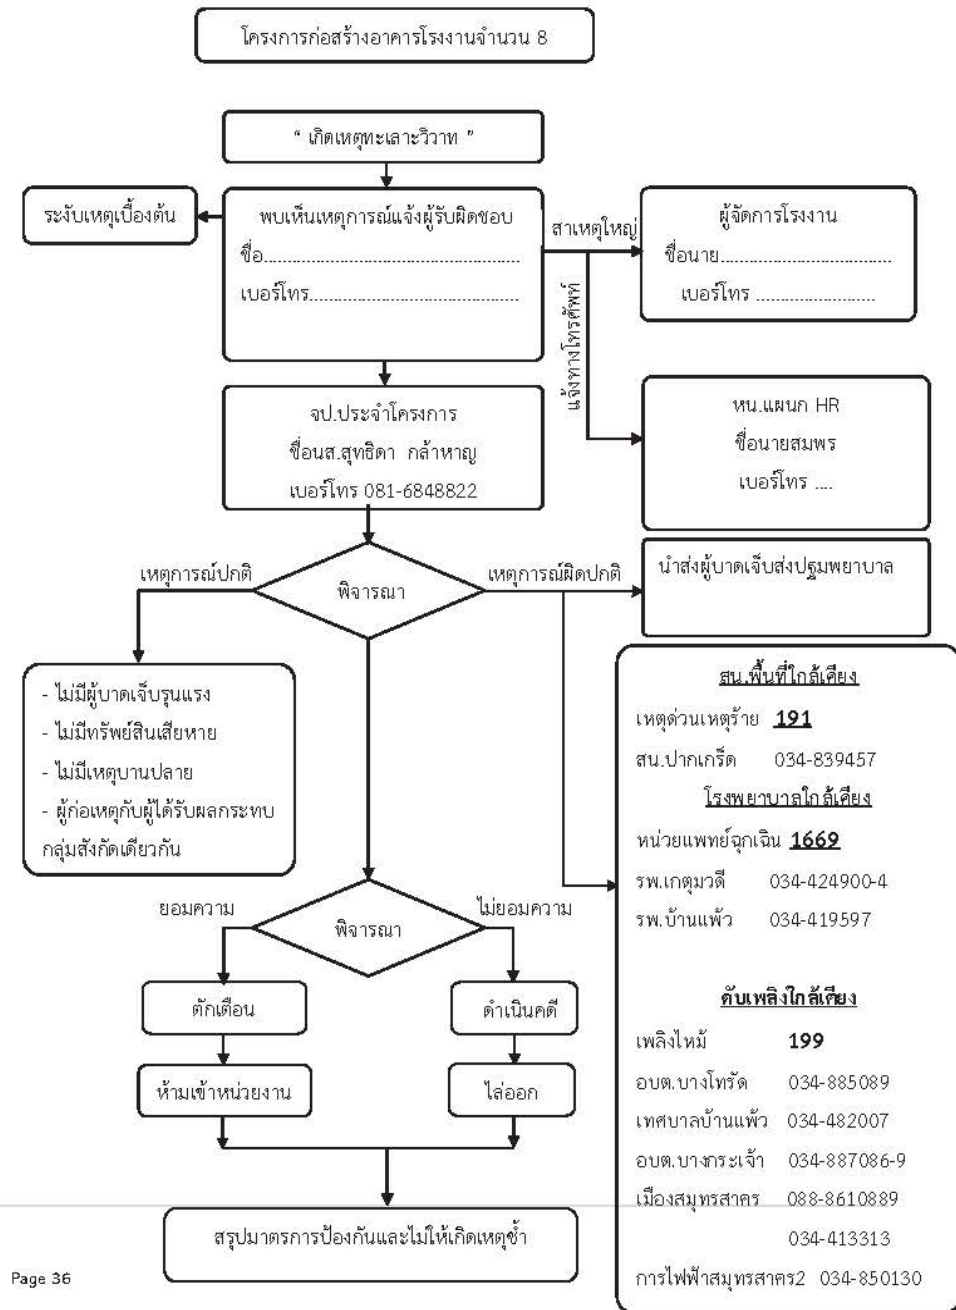 โครงการก่อสร้างอาคารโรงงานจำนวน 8
" เกิดเหตุทะเลาะวิวาท "
ระงับเหตุเบื้องต้น
พบเห็นเหตุการณ์แจ้งผู้รับผิดชอบ
ชื่อ....................................................
เบอร์โทร...........................................
สาเหตุใหญ่
แจ้งทางโทรศัพท์
ผู้จัดการโรงงาน
ชื่อนาย...................................
เบอร์โทร ........................
จป.ประจำโครงการ
ชื่อนส.สุทธิดา กล้าหาญ
เบอร์โทร 081-6848822
หน.แผนก HR
ชื่อนายสมพร
เบอร์โทร ....
เหตุการณ์ปกติ
พิจารณา
เหตุการณ์ผิดปกติ
นำส่งผู้บาดเจ็บส่งปฐมพยาบาล
- ไม่มีผู้บาดเจ็บรุนแรง
- ไม่มีทรัพย์สินเสียหาย
- ไม่มีเหตุบานปลาย
- ผู้ก่อเหตุกับผู้ได้รับผลกระทบ
กลุ่มสังกัดเดียวกัน
ยอมความ
พิจารณา
ไม่ยอมความ
ตักเตือน
ดำเนินคดี
ห้ามเข้าหน่วยงาน
ไล่ออก
สรุปมาตรการป้องกันและไม่ให้เกิดเหตุซ้ำ
สน.พื้นที่ใกล้เคียง
เหตุด่วนเหตุร้าย 191
สน.ปากเกร็ด 034-839457
โรงพยาบาลใกล้เคียง
หน่วยแพทย์ฉุกเฉิน 1669
รพ.เกตุมวดี 034-424900-4
รพ.บ้านแพ้ว 034-419597
ดับเพลิงใกล้เคียง
เพลิงไหม้ 199
อบต.บางโทรัด 034-885089
เทศบาลบ้านแพ้ว 034-482007
อบต.บางกระเจ้า 034-887086-9
เมืองสมุทรสาคร 088-8610889
034-413313
การไฟฟ้าสมุทรสาคร2 034-850130
Page 36